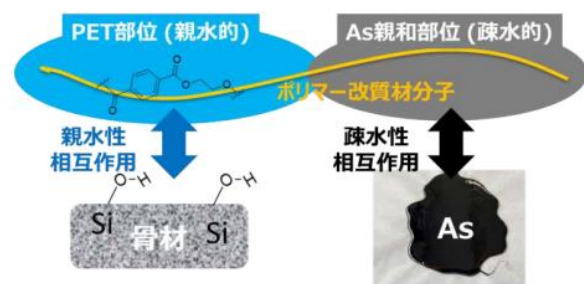 PET部位(親水的)
As親和部位(疎水的)
ポリマー改質材分子
親水性
相互作用
疎水性
相互作用
O-H
O-H
Si
Si
骨材
As